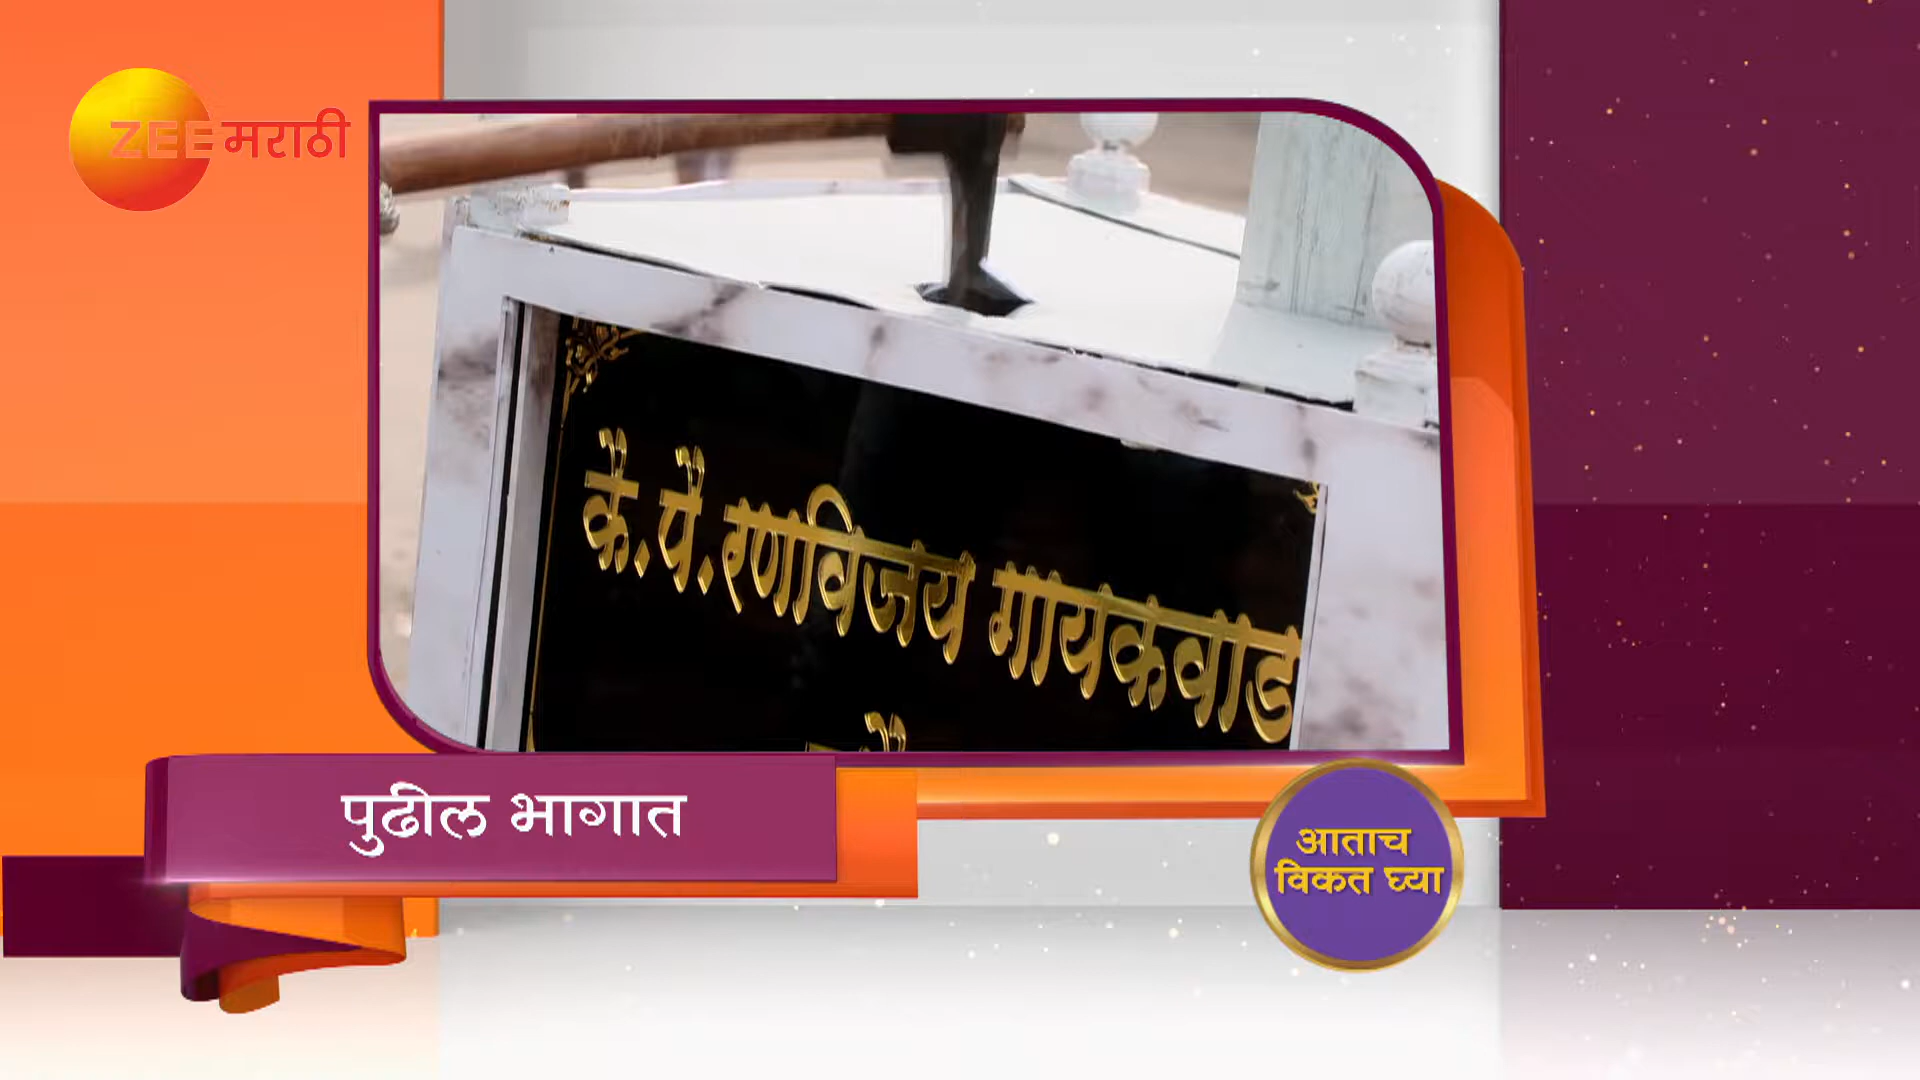 ZEE मराठी
कै.पै.रणविजय गायकवाड
पुढील भागात
आताच
विकत घ्या